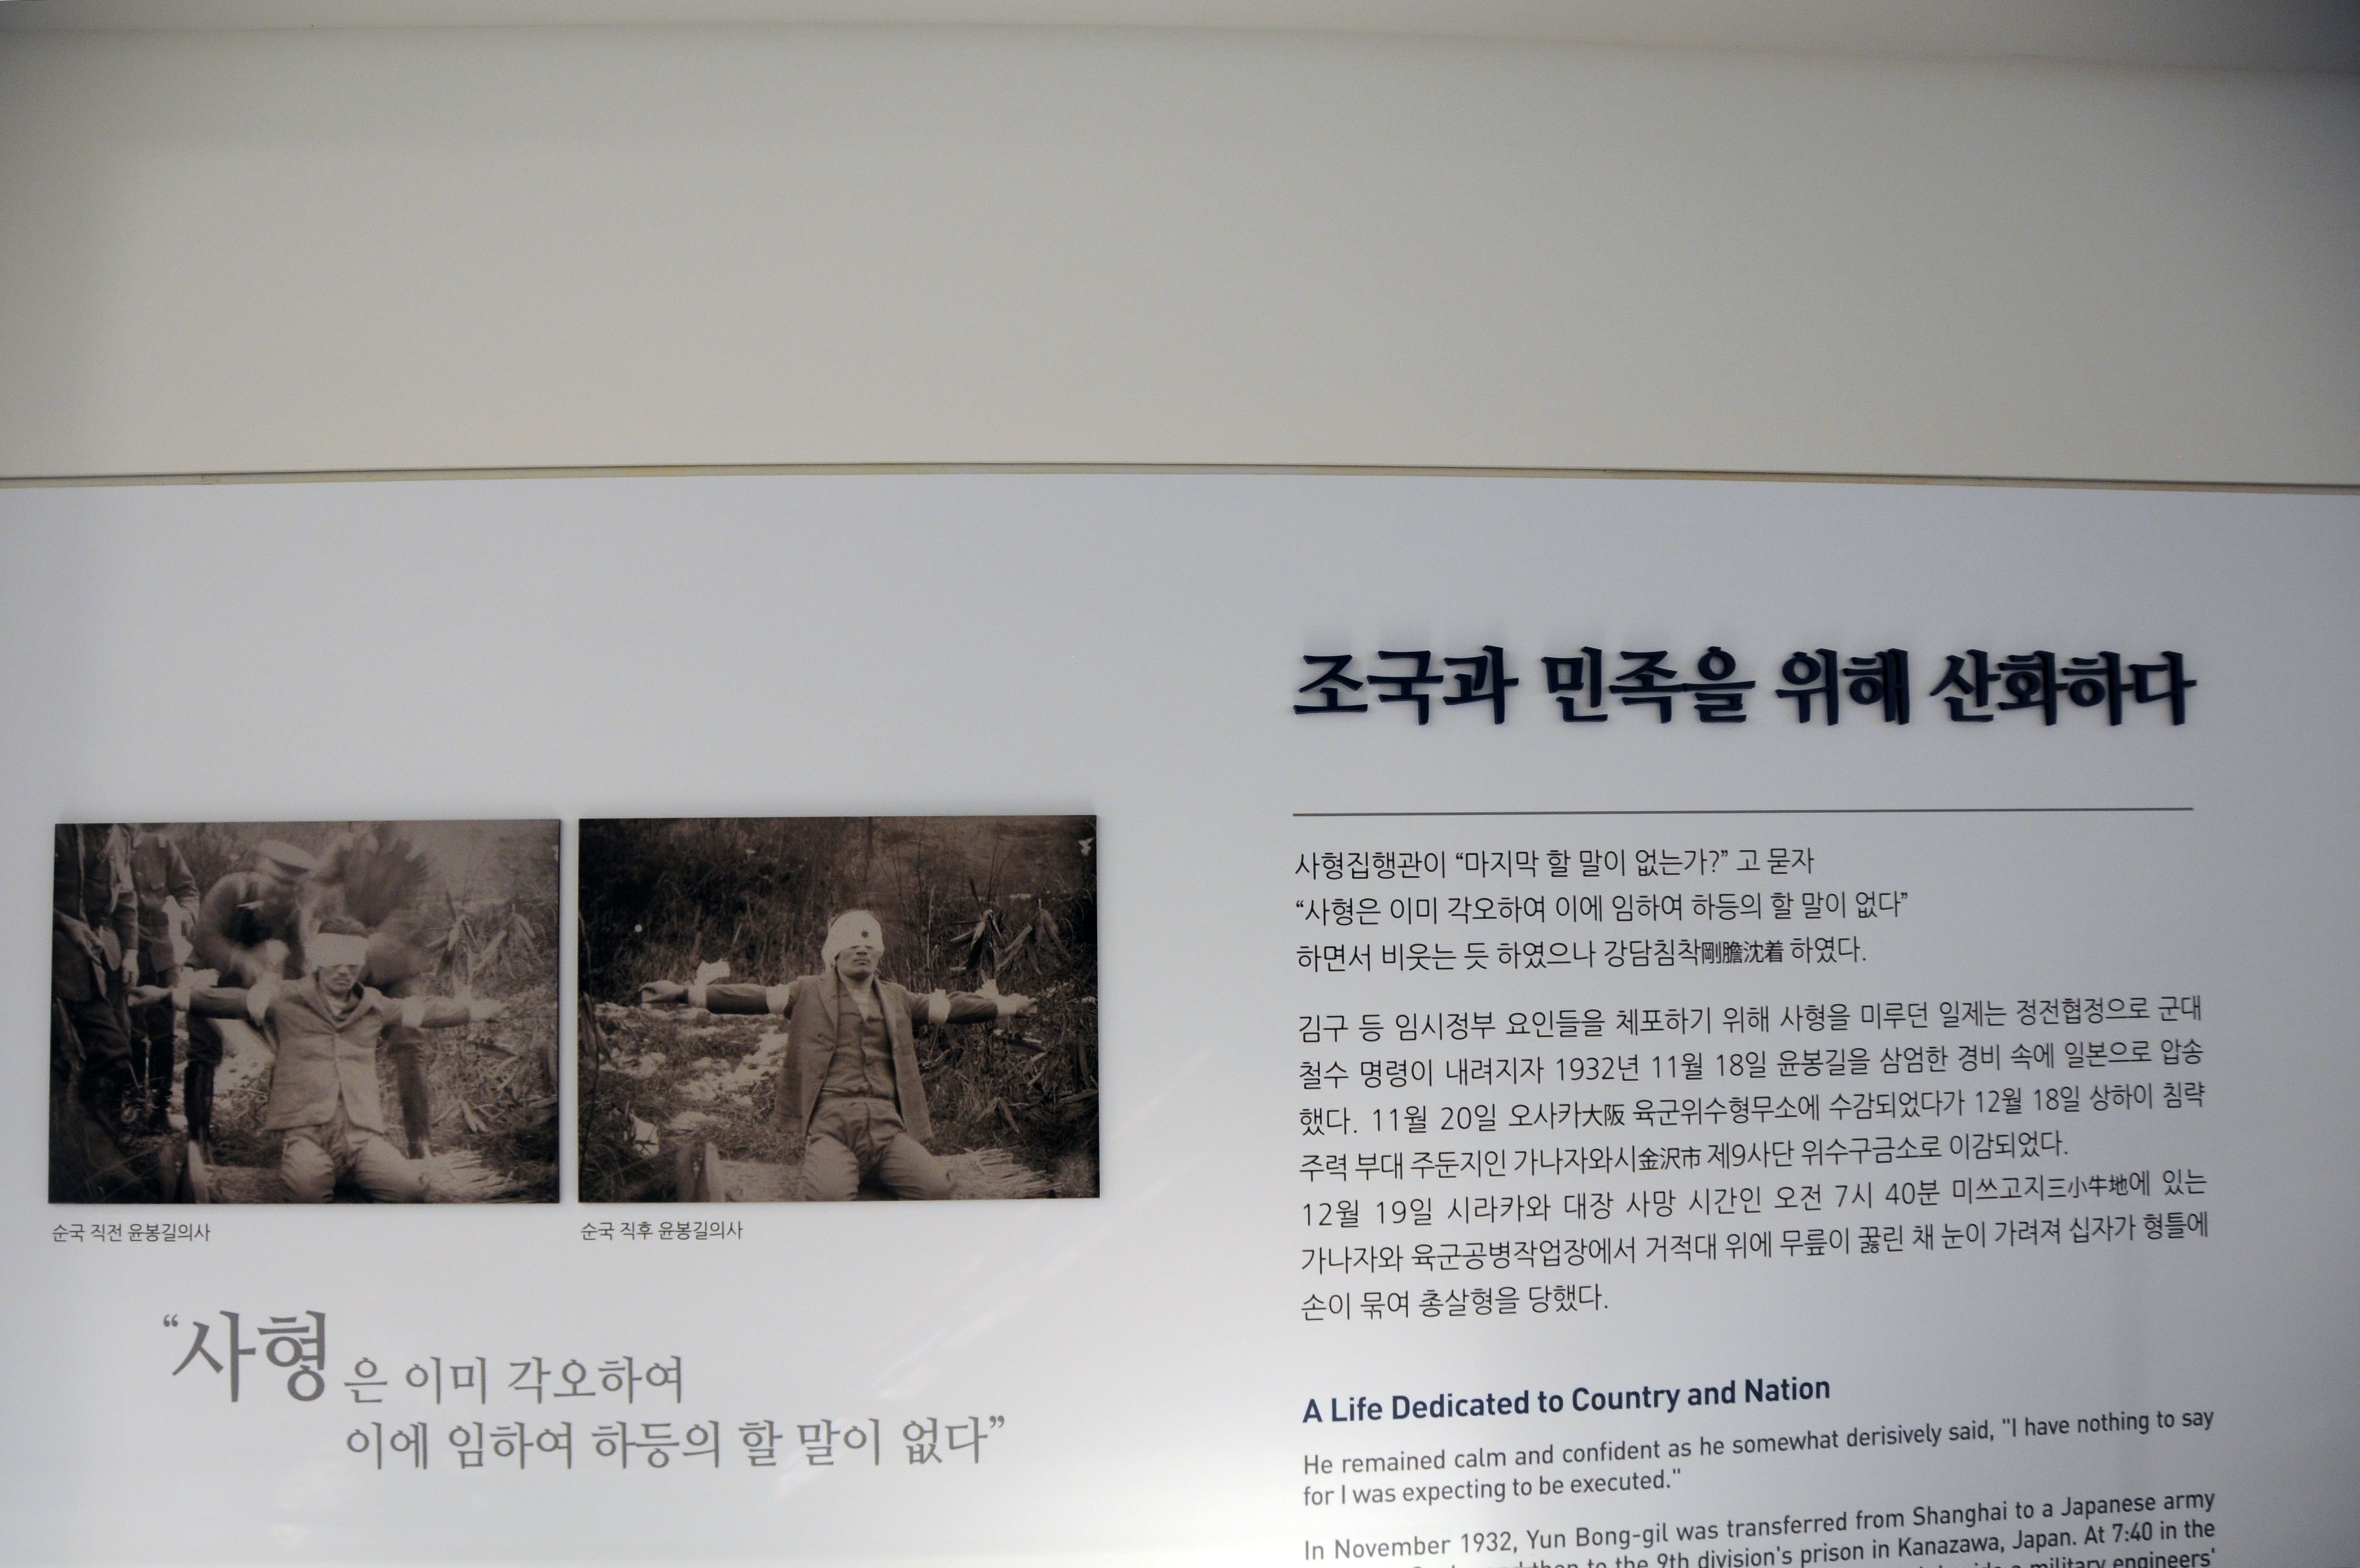 조국과 민족을 위해 산화하다
사형집행관이 “마지막 할 말이 없는가?” 고 묻자
“사형은 이미 각오하여 이에 임하여 하등의 할 말이 없다”
하면서 비웃는 듯 하였으나 강담침착剛膽沈着 하였다.
김구 등 임시정부 요인들을 체포하기 위해 사형을 미루던 일제는 정전협정으로 군대
철수 명령이 내려지자 1932년 11월 18일 윤봉길을 삼엄한 경비 속에 일본으로 압송
했다. 11월 20일 오사카大阪 육군위수형무소에 수감되었다가 12월 18일 상하이 침략
주력 부대 주둔지인 가나자와시金沢市 제9사단 위수구금소로 이감되었다.
12월 19일 시라카와 대장 사망 시간인 오전 7시 40분 미쓰고지三小牛地에 있는
가나자와 육군공병작업장에서 거적대 위에 무릎이 꿇린 채 눈이 가려져 십자가 형틀에
손이 묶여 총살형을 당했다.
A Life Dedicated to Country and Nation
He remained calm and confident as he somewhat derisively said, "I have nothing to say
for I was expecting to be executed."
In November 1932, Yun Bong-gil was transferred from Shanghai to a Japanese army
then to the 9th division's prison in Kanazawa, Japan. At 7:40 in the
military engineers'
순국 직전 윤봉길의사
순국 직후 윤봉길의사
“사형은 이미 각오하여
이에 임하여 하등의 할 말이 없다”